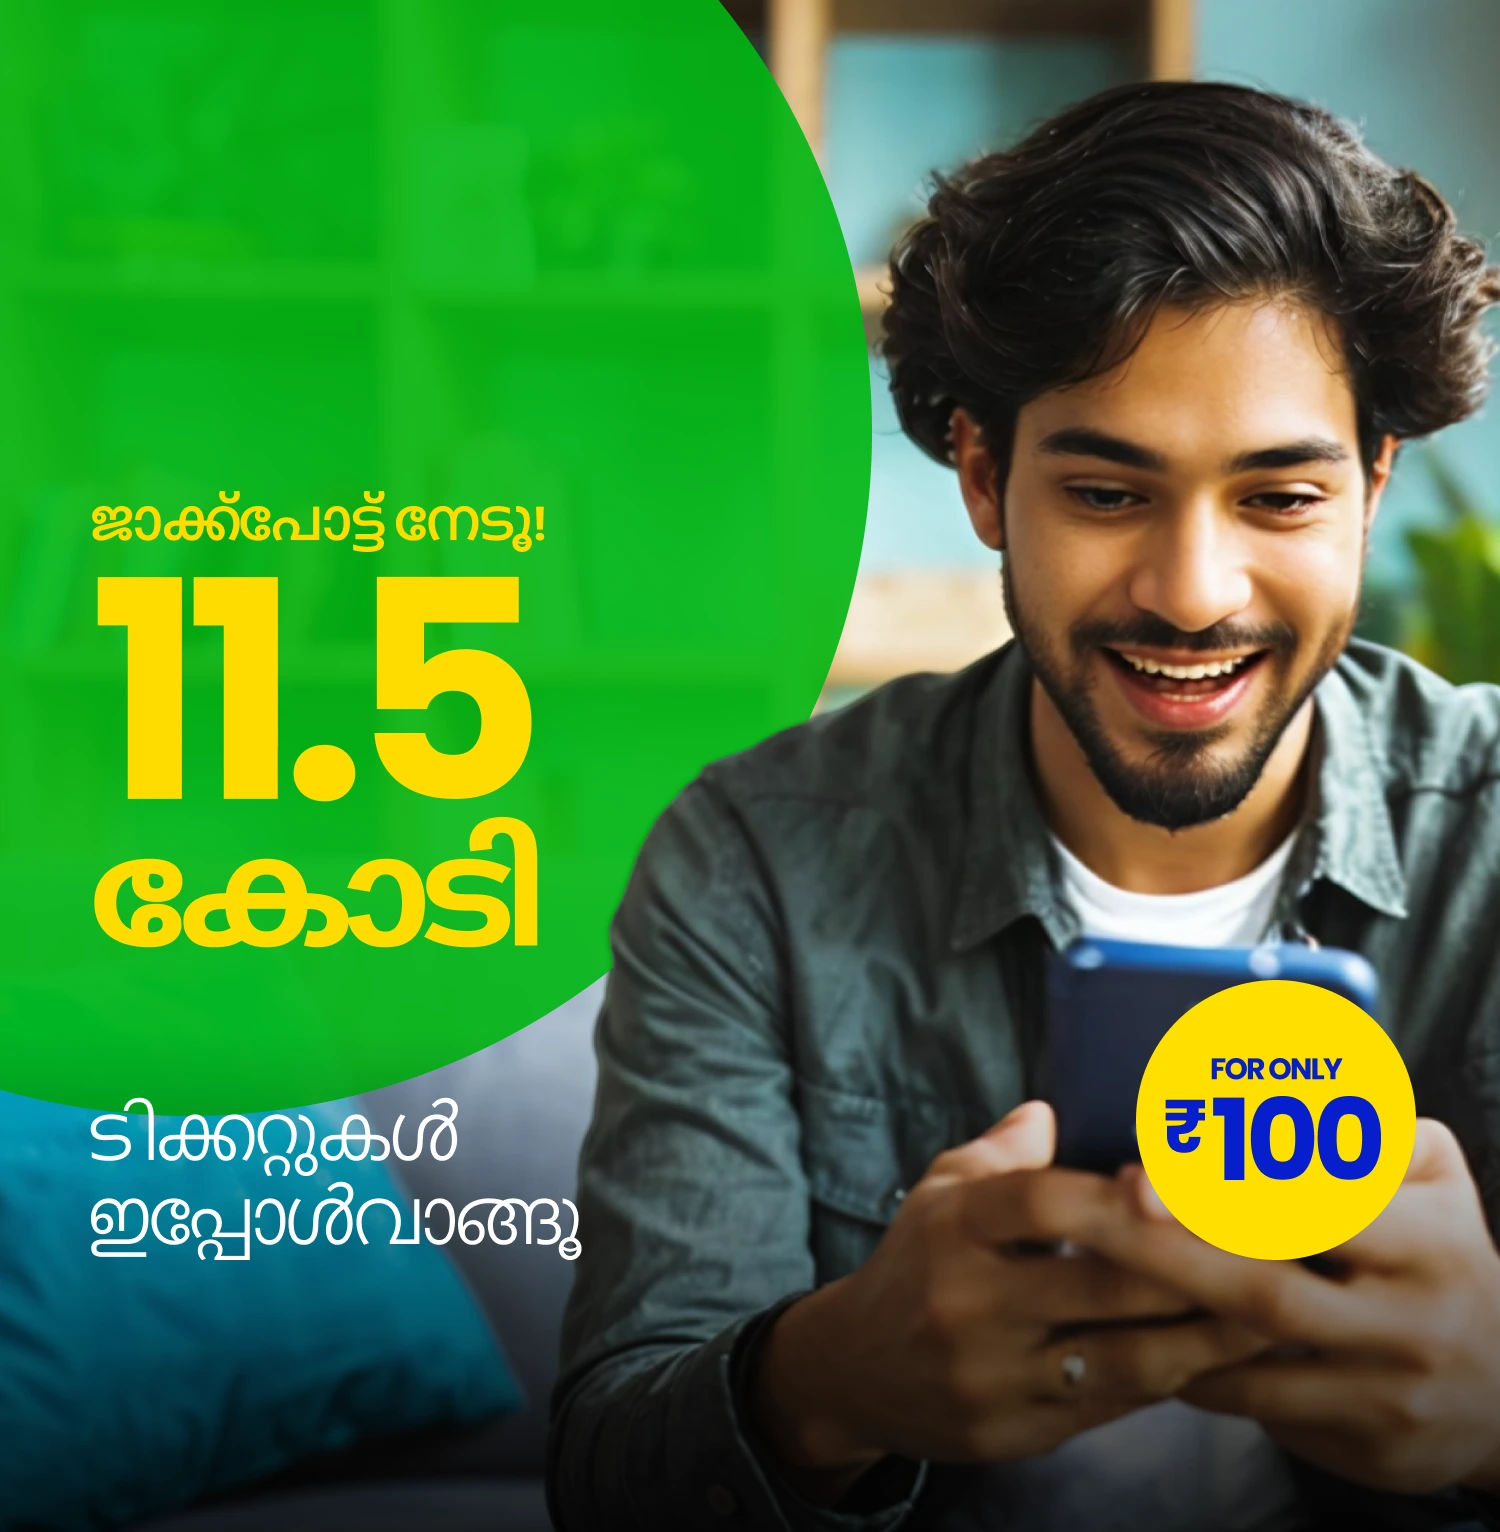 ജാക്ക്പോട്ട് നേടൂ!
11.5
കോടി
ടിക്കറ്റുകൾ
ഇപ്പോൾവാങ്ങൂ
FOR ONLY
₹100